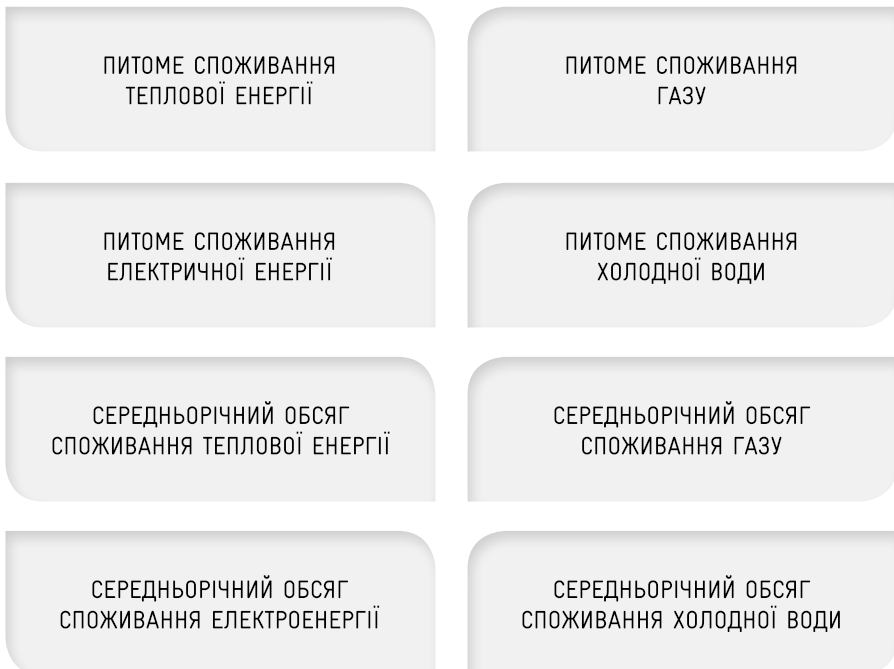 ПИТОМЕ СПОЖИВАННЯ
ТЕПЛОВОЇ ЕНЕРГІЇ
ПИТОМЕ СПОЖИВАННЯ
ГАЗУ
ПИТОМЕ СПОЖИВАННЯ
ЕЛЕКТРИЧНОЇ ЕНЕРГІЇ
ПИТОМЕ СПОЖИВАННЯ
ХОЛОДНОЇ ВОДИ
СЕРЕДНЬОРІЧНИЙ ОБСЯГ
СПОЖИВАННЯ ТЕПЛОВОЇ ЕНЕРГІЇ
СЕРЕДНЬОРІЧНИЙ ОБСЯГ
СПОЖИВАННЯ ГАЗУ
СЕРЕДНЬОРІЧНИЙ ОБСЯГ
СПОЖИВАННЯ ЕЛЕКТРОЕНЕРГІЇ
СЕРЕДНЬОРІЧНИЙ ОБСЯГ
СПОЖИВАННЯ ХОЛОДНОЇ ВОДИ